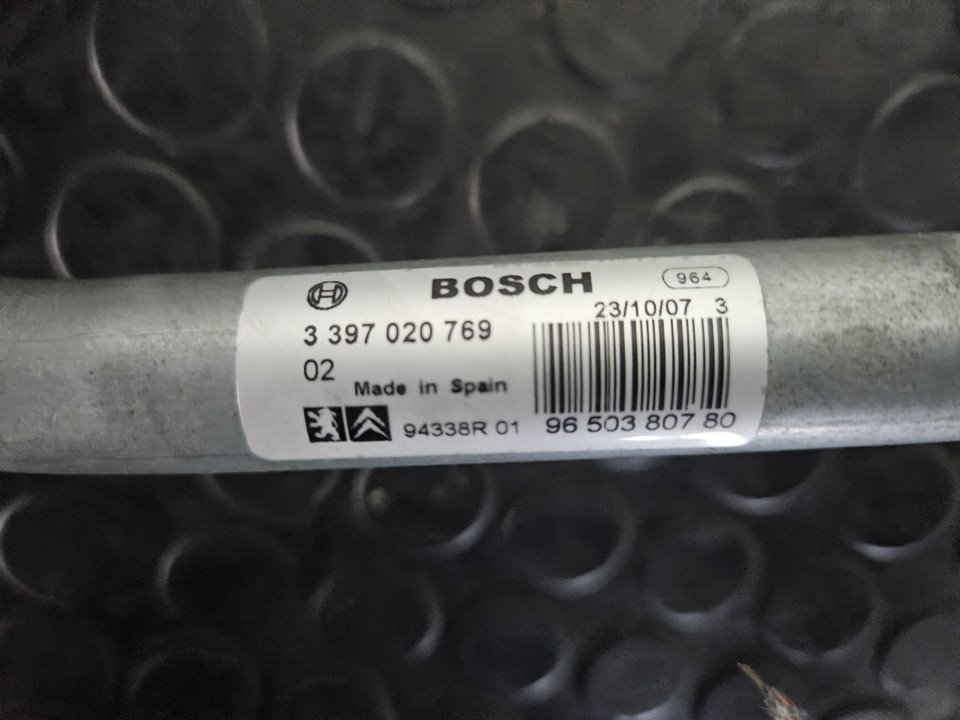 BOSCH 964
23/10/07 3
3 397 020 769
02
Made in Spain
94338R 01 96 503 807 80